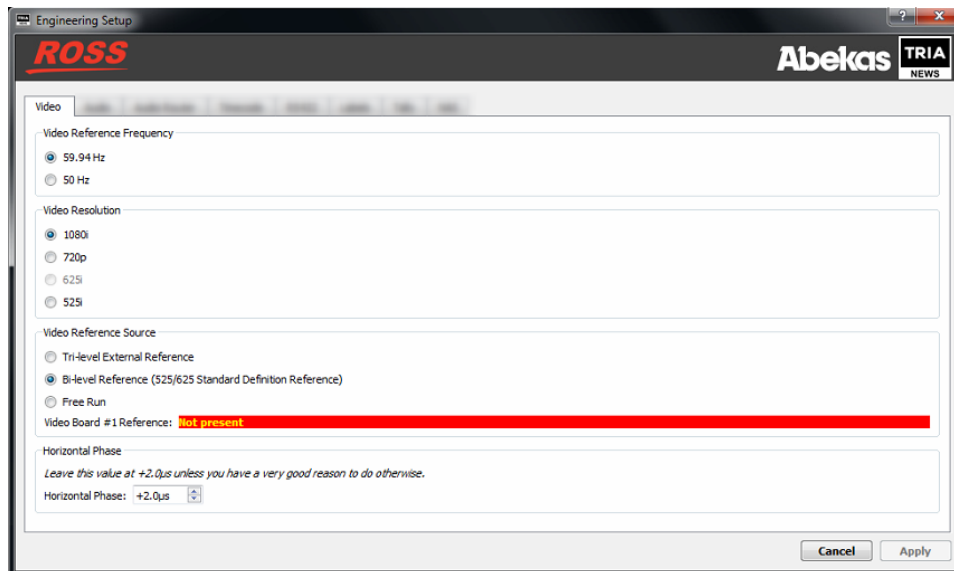 TRIA NEWS Engineering Setup
ROSS
Abekas TRIA
NEWS
Video
Video Reference Frequency
59.94 Hz
50 Hz
Video Resolution
1080i
720p
625i
525i
Video Reference Source
Tri-level External Reference
Bi-level Reference (525/625 Standard Definition Reference)
Free Run
Video Board #1 Reference: Not present
Horizontal Phase
Leave this value at +2.0µs unless you have a very good reason to do otherwise.
Horizontal Phase: +2.0µs
Cancel Apply